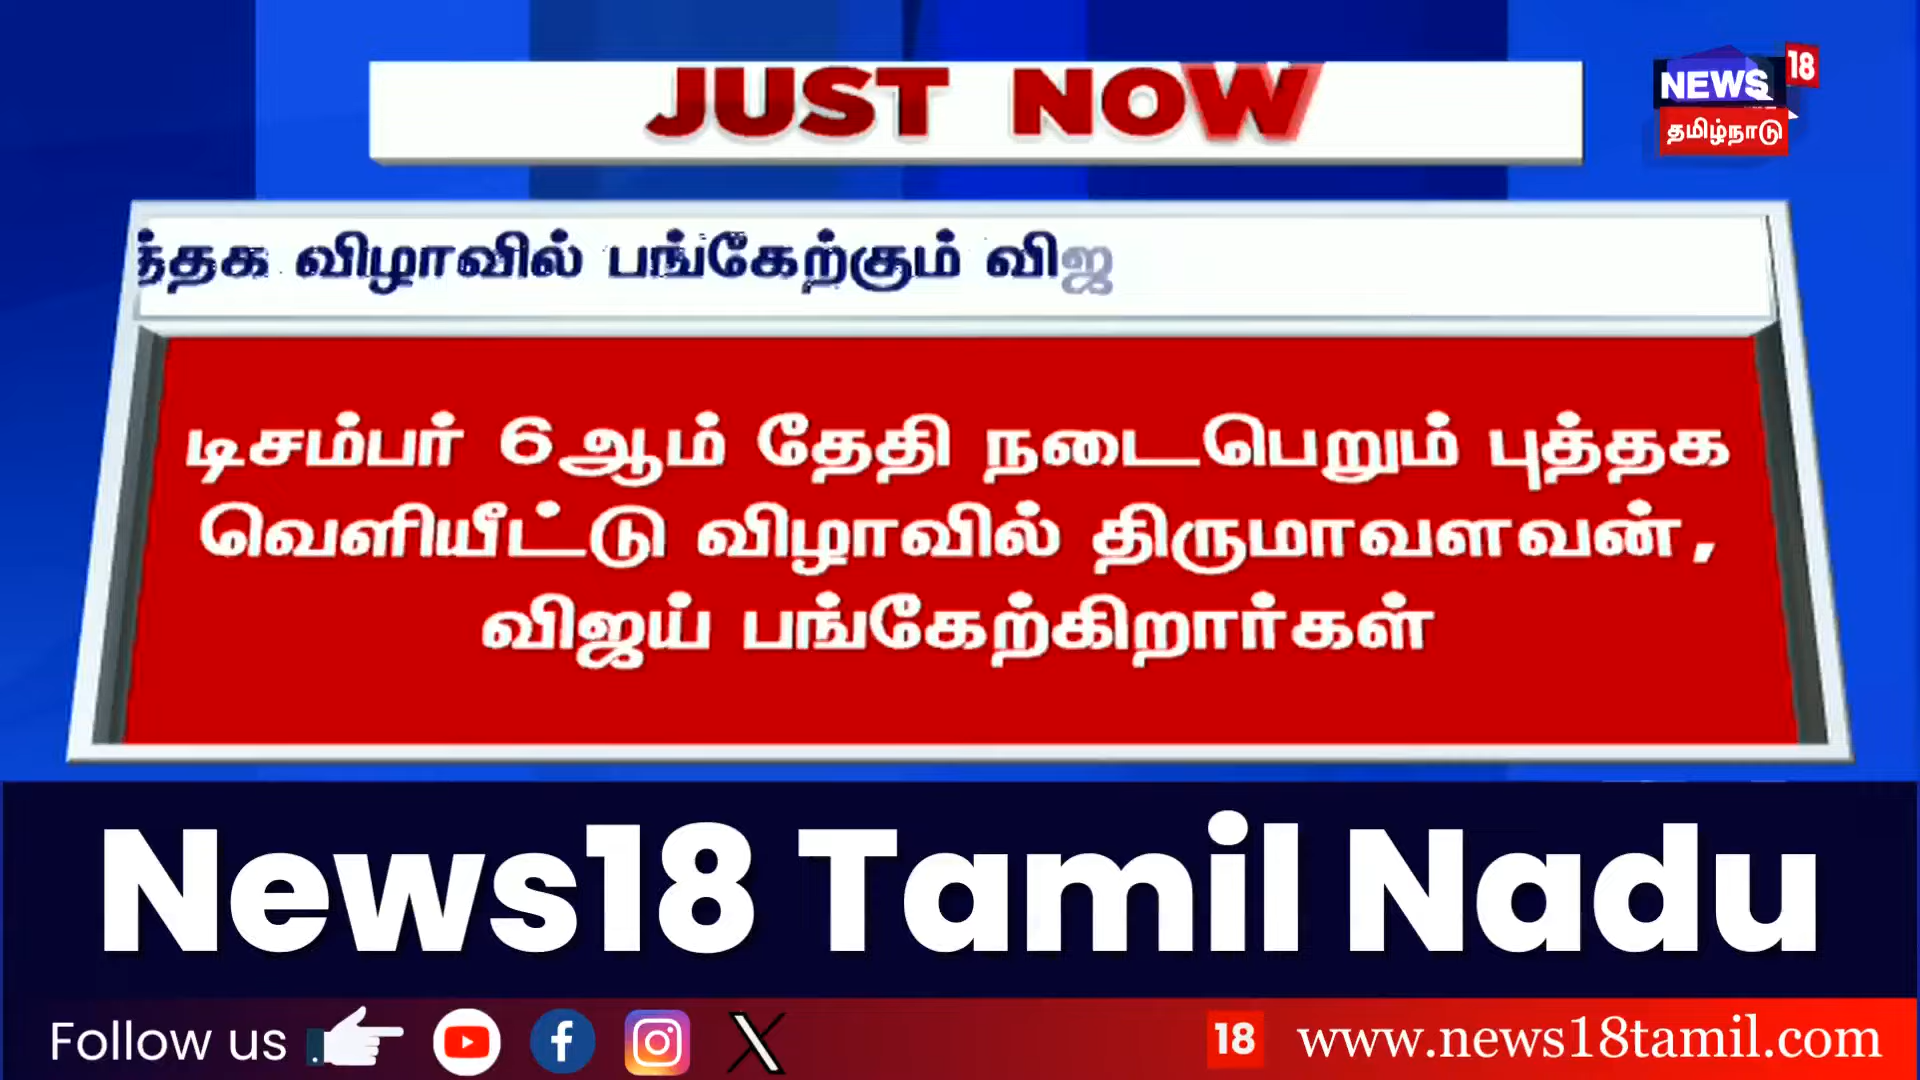 JUST NOW
NEWS 18
தமிழ்நாடு
விழாவில் பங்கேற்கும்
டிசம்பர் 6ஆம் தேதி நடைபெறும் புத்தக
வெளியீட்டு விழாவில் திருமாவளவன்,
விஜய் பங்கேற்கிறார்கள்
News18 Tamil Nadu
Follow us
18 www.news18tamil.com